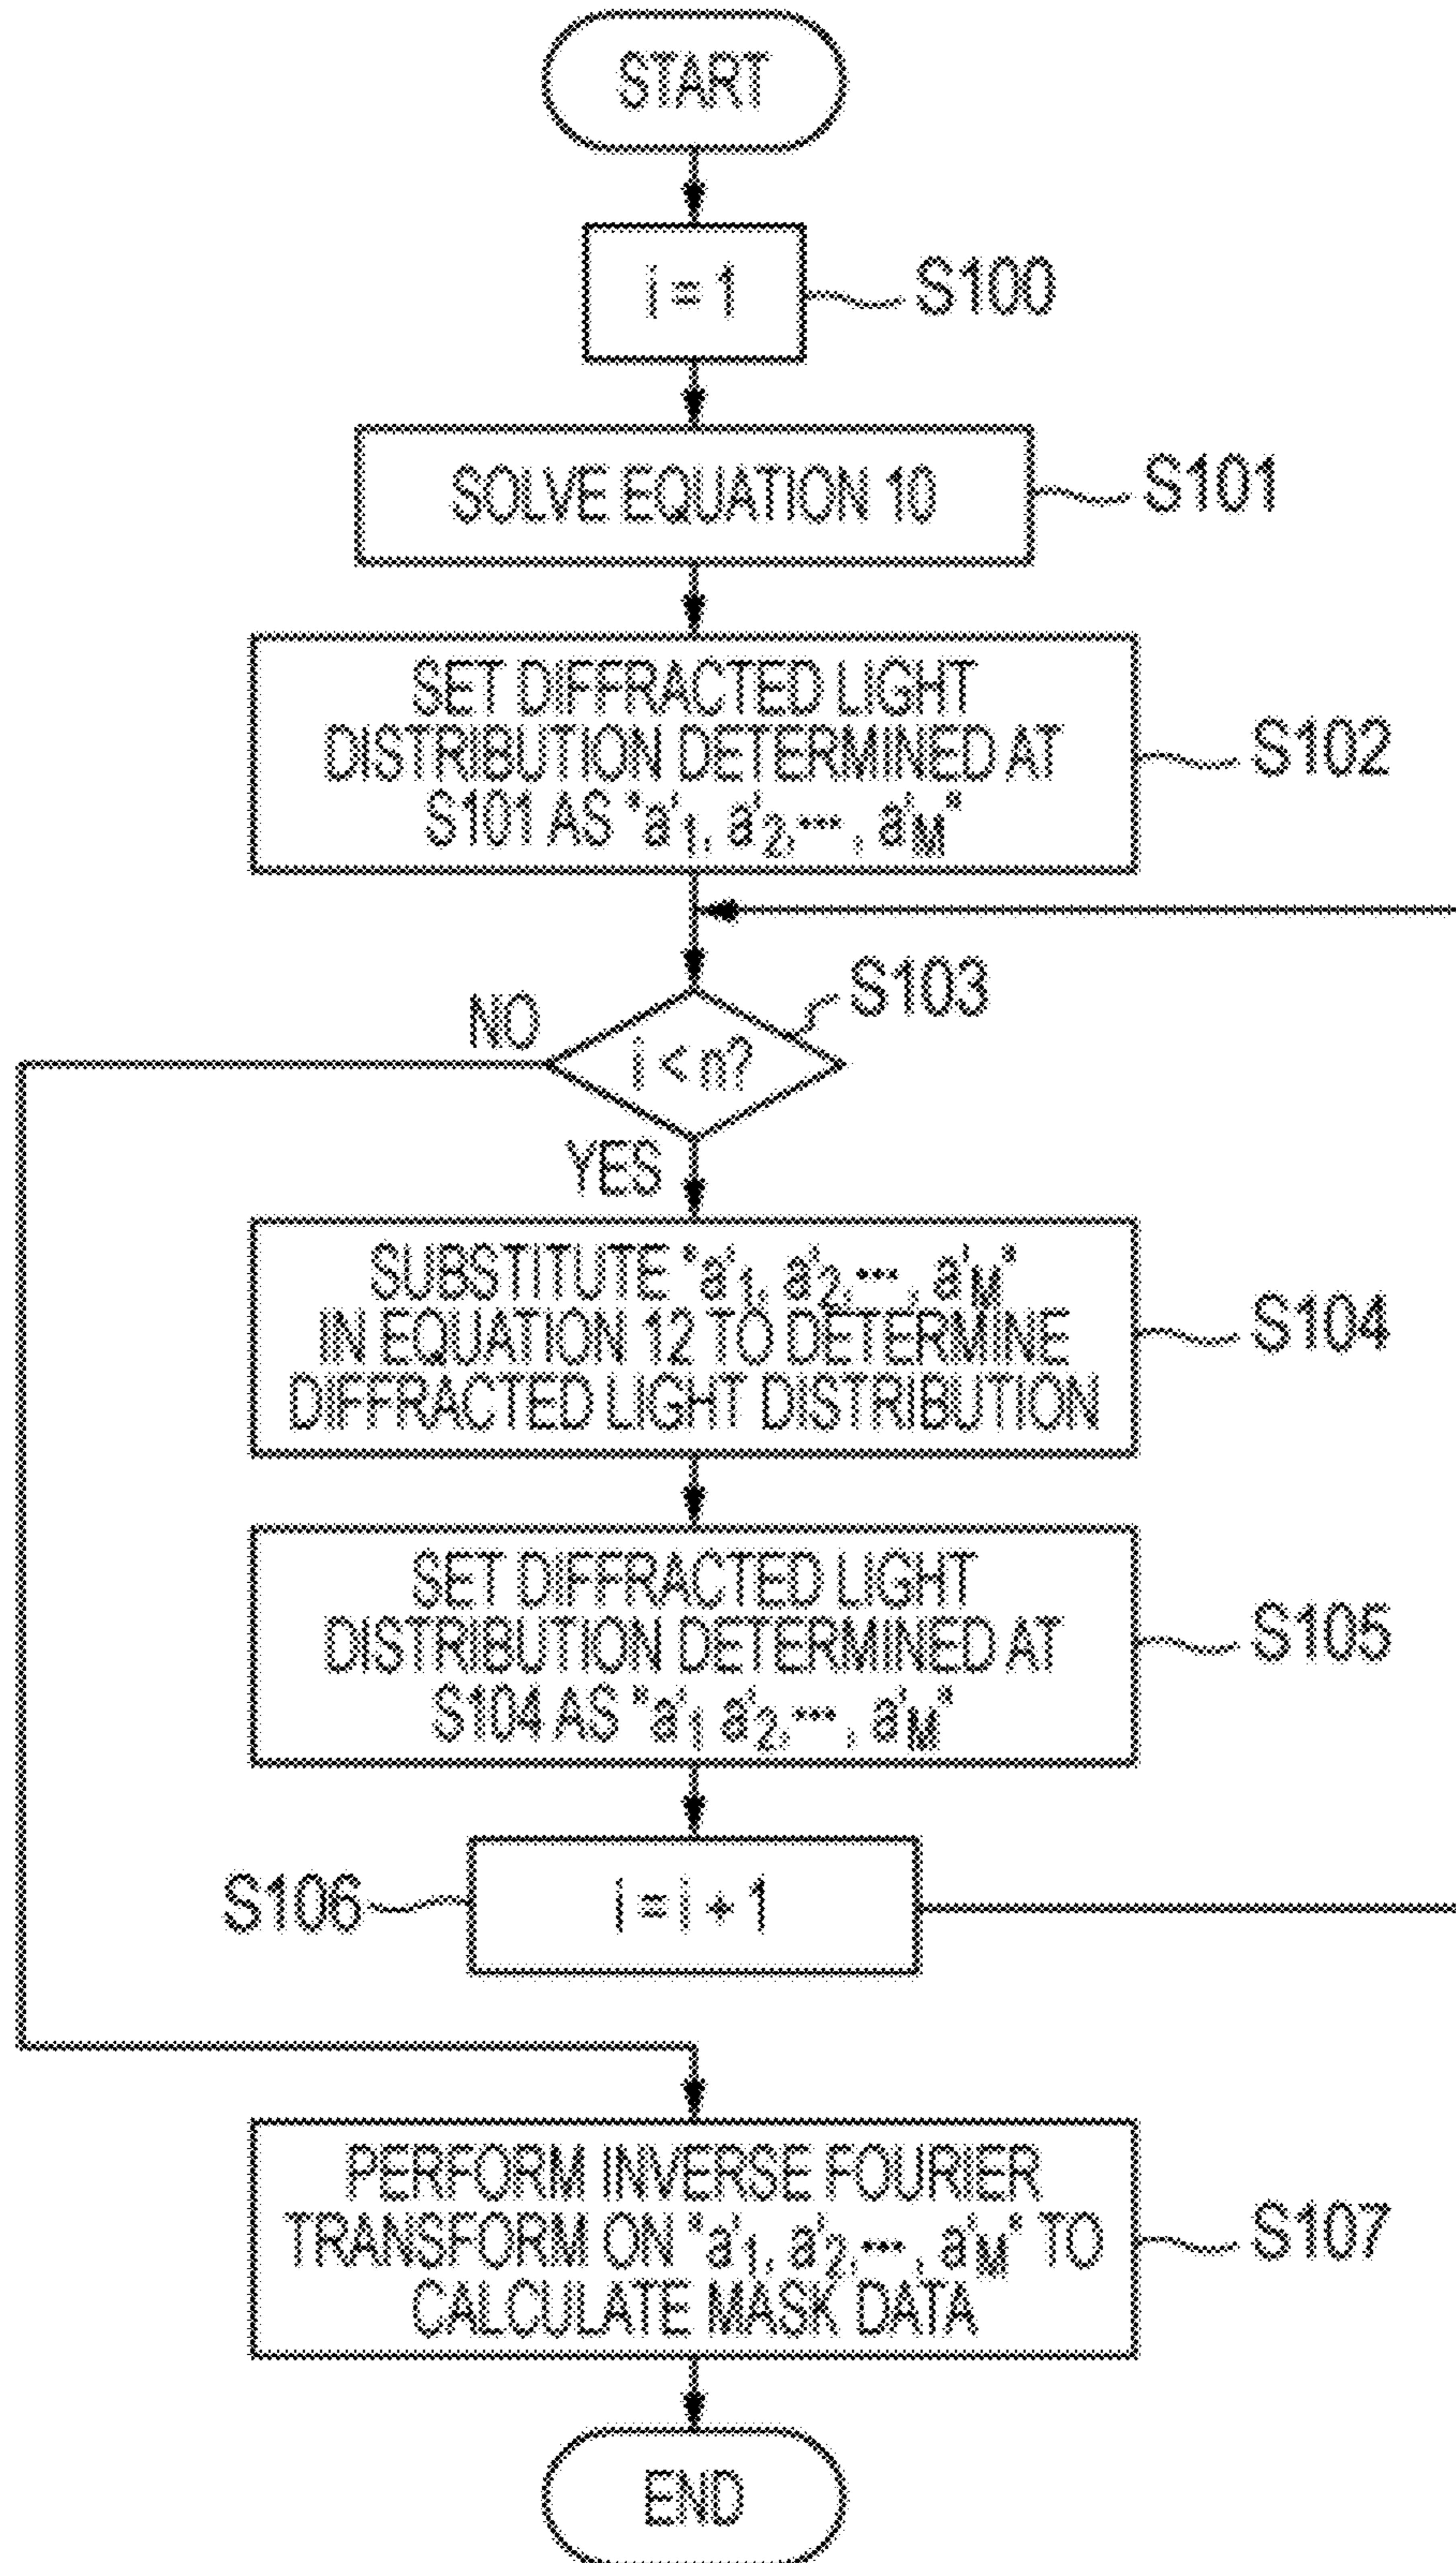 START
i = 1
S100
SOLVE EQUATION 10
S101
SET DIFFRACTED LIGHT
DISTRIBUTION DETERMINED AT
S101 AS "a'1, a'2, ··· , a'M"
S102
S103
NO
i < n?
YES
SUBSTITUTE "a'1, a'2, ··· , a'M"
IN EQUATION 12 TO DETERMINE
DIFFRACTED LIGHT DISTRIBUTION
S104
SET DIFFRACTED LIGHT
DISTRIBUTION DETERMINED AT
S104 AS "a'1 a'2, ··· , a'M"
S105
S106
i = i + 1
PERFORM INVERSE FOURIER
TRANSFORM ON "a'1, a'2, ··· , a'M" TO
CALCULATE MASK DATA
S107
END